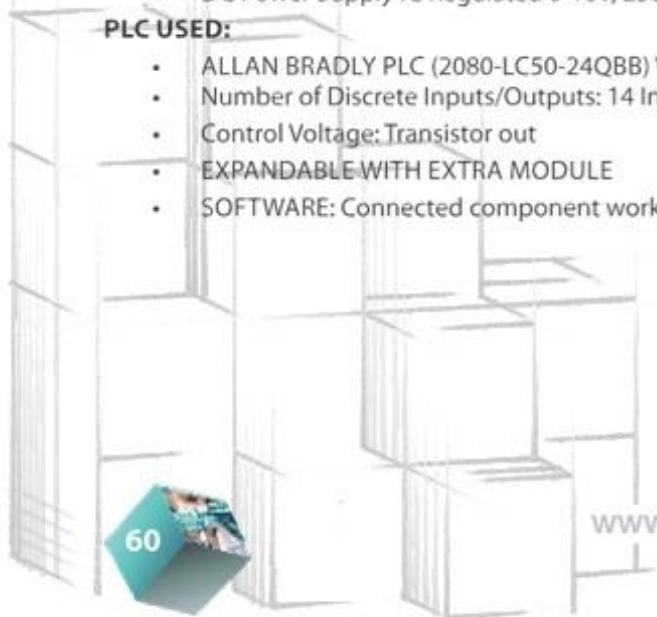 PLC USED:
• ALLAN BRADLY PLC (2080-LC50-24QBB)
• Number of Discrete Inputs/Outputs: 14
• Control Voltage: Transistor out
• EXPANDABLE WITH EXTRA MODULE
• SOFTWARE: Connected component
60
www